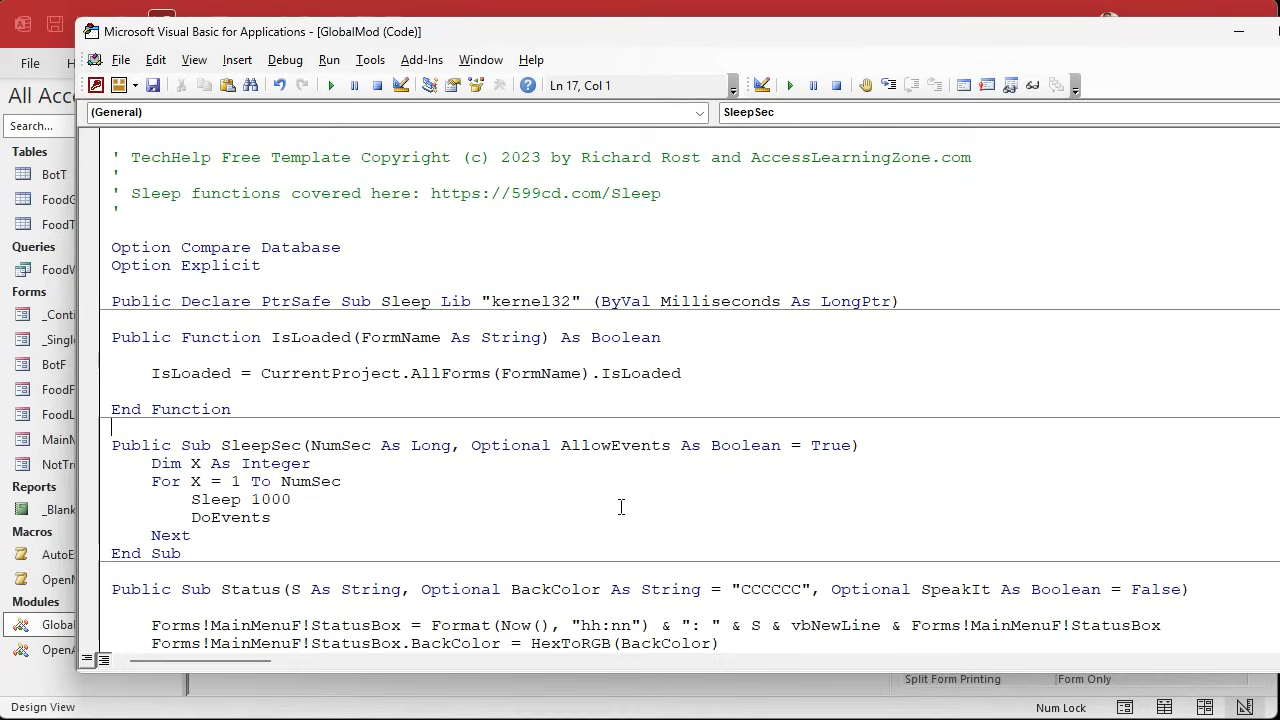 Microsoft Visual Basic for Applications - [GlobalMod (Code)]
File
File Edit View Insert Debug Run Tools Add-Ins Window Help
Ln 17, Col 1
All Acce
(General)
SleepSec
Search...
Tables
BotT
FoodG
FoodT
Queries
FoodW
Forms
_Conti
_Single
BotF
FoodF
FoodL
MainM
NotTru
Reports
_Blank
Macros
AutoE
OpenM
Modules
Global
OpenA
' TechHelp Free Template Copyright (c) 2023 by Richard Rost and AccessLearningZone.com
'
' Sleep functions covered here: https://599cd.com/Sleep
'
Option Compare Database
Option Explicit
Public Declare PtrSafe Sub Sleep Lib "kernel32" (ByVal Milliseconds As LongPtr)
Public Function IsLoaded(FormName As String) As Boolean
IsLoaded = CurrentProject.AllForms(FormName).IsLoaded
End Function
Public Sub SleepSec(NumSec As Long, Optional AllowEvents As Boolean = True)
Dim X As Integer
For X = 1 To NumSec
Sleep 1000
DoEvents
Next
End Sub
Public Sub Status(S As String, Optional BackColor As String = "CCCCCC", Optional SpeakIt As Boolean = False)
Forms!MainMenuF!StatusBox = Format(Now(), "hh:nn") & ": " & S & vbNewLine & Forms!MainMenuF!StatusBox
Forms!MainMenuF!StatusBox.BackColor = HexToRGB(BackColor)
Split Form Printing
Form Only
Design View
Num Lock